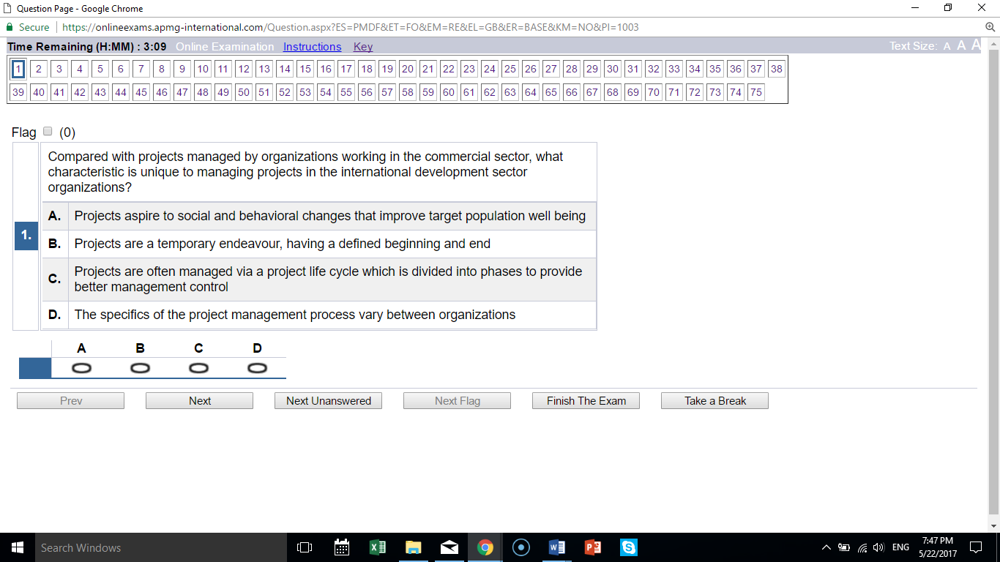 Question Page - Google Chrome
Secure https://onlineexams.apmg-international.com/Question.aspx?ES=PMDF&ET=FO&EM=RE&EL=GB&ER=BASE&KM=NO&PI=1003
Time Remaining (H:MM) : 3:09 Online Examination Instructions Key Text Size: A A A
1 2 3 4 5 6 7 8 9 10 11 12 13 14 15 16 17 18 19 20 21 22 23 24 25 26 27 28 29 30 31 32 33 34 35 36 37 38
39 40 41 42 43 44 45 46 47 48 49 50 51 52 53 54 55 56 57 58 59 60 61 62 63 64 65 66 67 68 69 70 71 72 73 74 75
Flag (0)
Compared with projects managed by organizations working in the commercial sector, what
characteristic is unique to managing projects in the international development sector
organizations?
A. Projects aspire to social and behavioral changes that improve target population well being
1.
B. Projects are a temporary endeavour, having a defined beginning and end
C. Projects are often managed via a project life cycle which is divided into phases to provide
better management control
D. The specifics of the project management process vary between organizations
A B C D
Prev Next Next Unanswered Next Flag Finish The Exam Take a Break
Search Windows
ENG 7:47 PM
5/22/2017